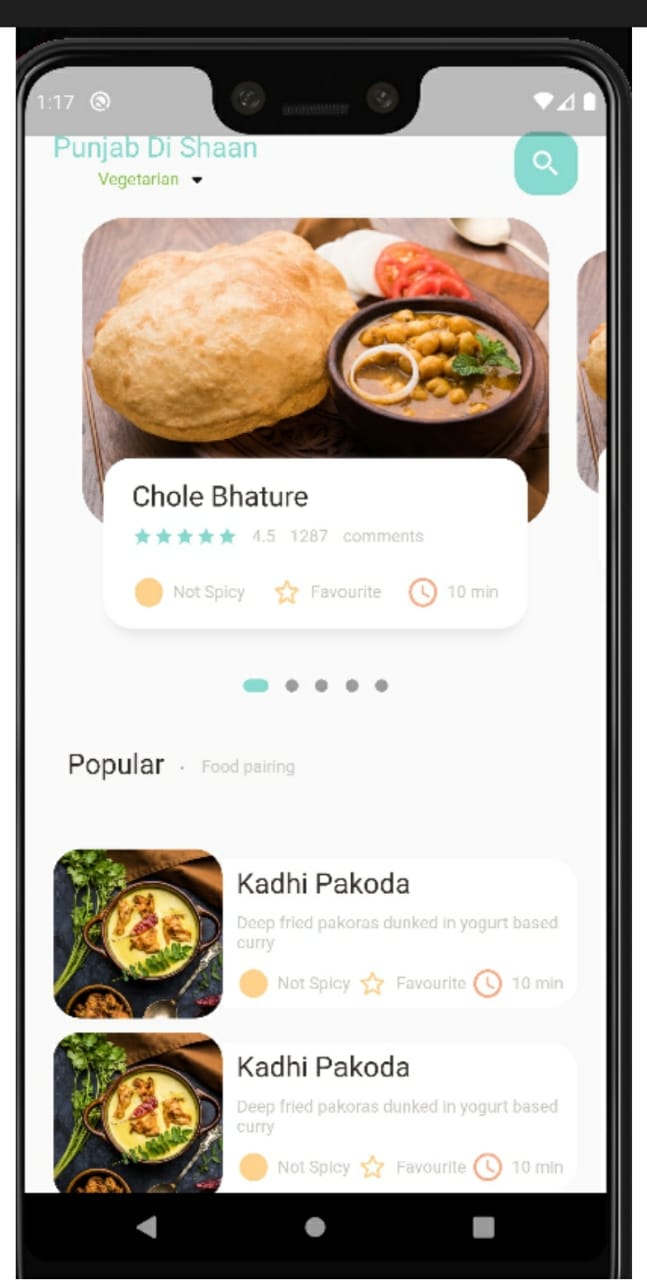 1:17
Punjab Di Shaan
Vegetarian
Chole Bhature
4.5 1287 comments
Not Spicy Favourite 10 min
Popular · Food pairing
Kadhi Pakoda
Deep fried pakoras dunked in yogurt based
curry
Not Spicy Favourite 10 min
Kadhi Pakoda
Deep fried pakoras dunked in yogurt based
curry
Not Spicy Favourite 10 min